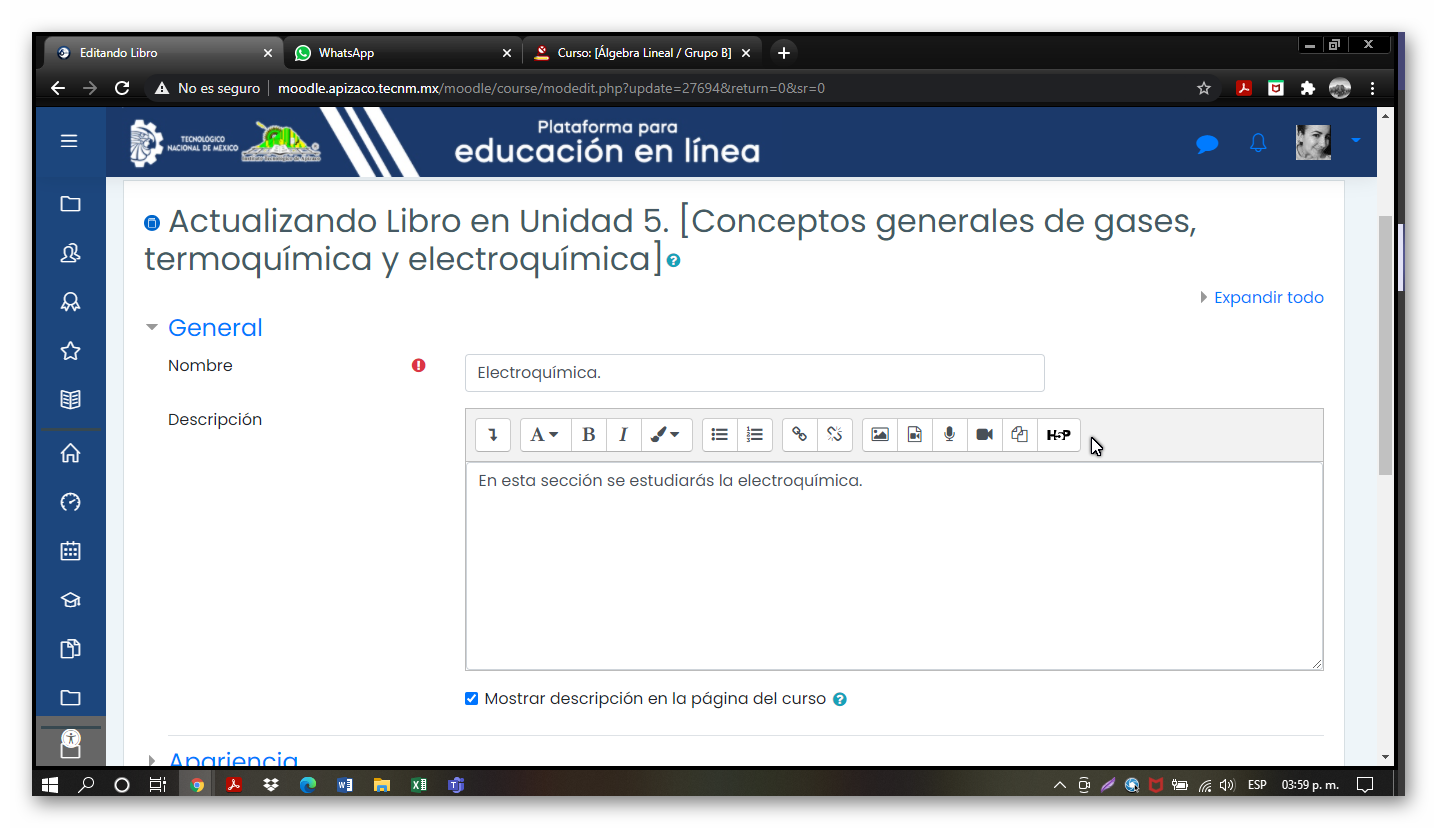 Editando Libro
WhatsApp
Curso: [Álgebra Lineal / Grupo B]
No es seguro
moodle.apizaco.tecnm.mx/moodle/course/modedit.php?update=27694&return=0&sr=0
TECNOLÓGICO
NACIONAL DE MÉXICO
Plataforma para
educación en línea
Actualizando Libro en Unidad 5. [Conceptos generales de gases,
termoquímica y electroquímica]
Expandir todo
General
Nombre
Electroquímica.
Descripción
A B I
H-P
En esta sección se estudiarás la electroquímica.
Mostrar descripción en la página del curso
Apariencia
ESP
03:59 p. m.